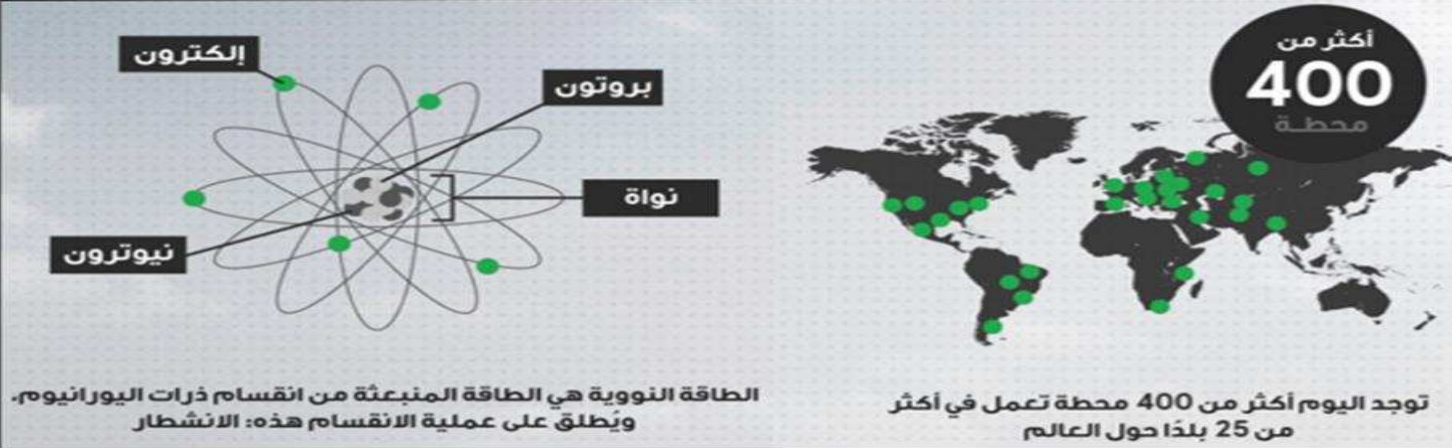 أكثر من
400
محطـة
توجد اليوم أكثر من 400 محطة تعمل في أكثر
من 25 بلدًا حول العالم
إلكترون
بروتون
نواة
نيوترون
الطاقة النووية هي الطاقة المنبعثة من انقسام ذرات اليورانيوم.
ويُطلق على عملية الانقسام هذه: الانشطار